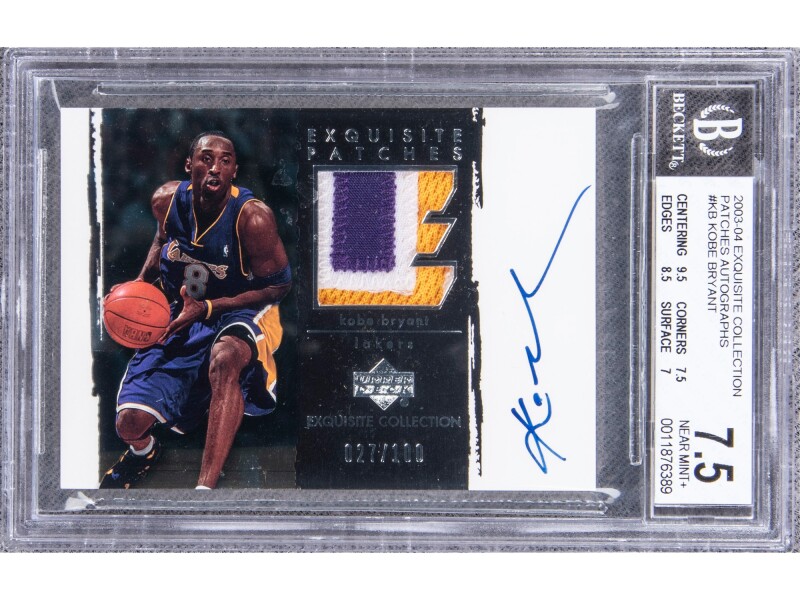 EXQUISITE
PATCHES
LAKERS
8
kobe bryant
lakers
UPPER DECK
EXQUISITE COLLECTION
027/100
B
BECKETT
2003-04 EXQUISITE COLLECTION
PATCHES AUTOGRAPHS
#KB KOBE BRYANT
CENTERING 9.5 CORNERS 7.5
EDGES 8.5 SURFACE 7
7.5
NEAR MINT+
0011876389